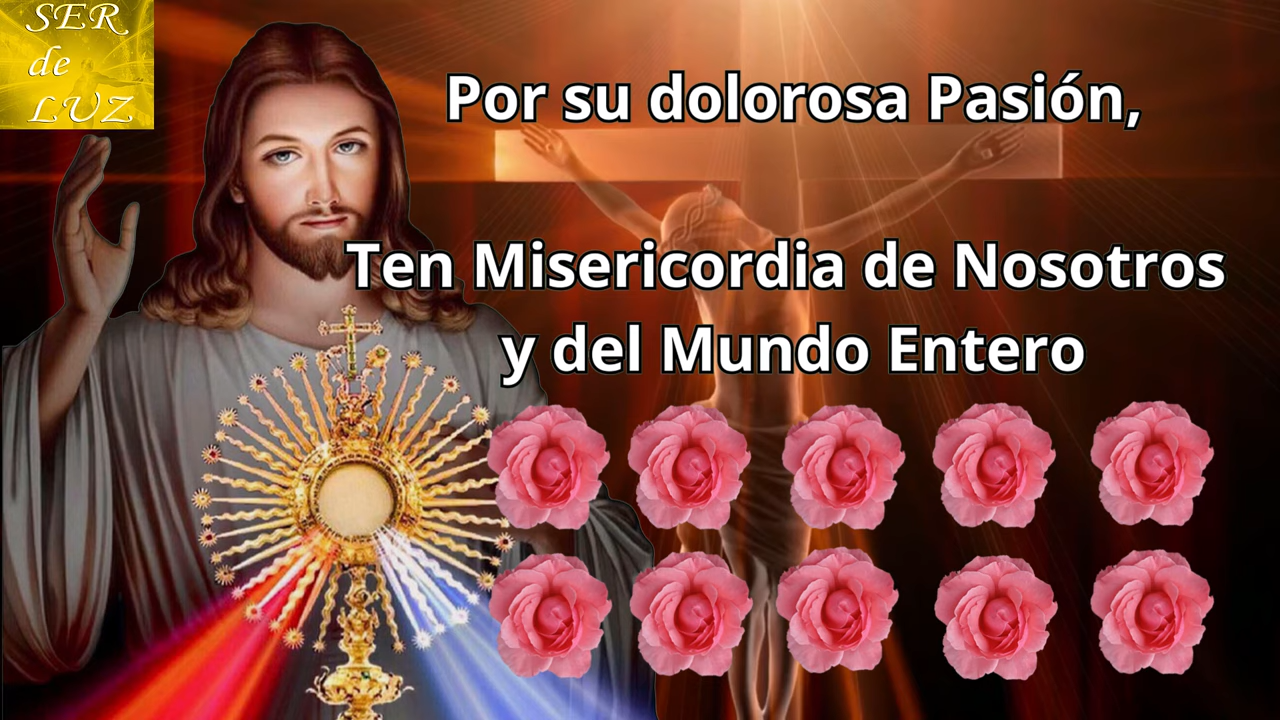 SER
de
LUZ
Por su dolorosa Pasión,
Ten Misericordia de Nosotros
y del Mundo Entero